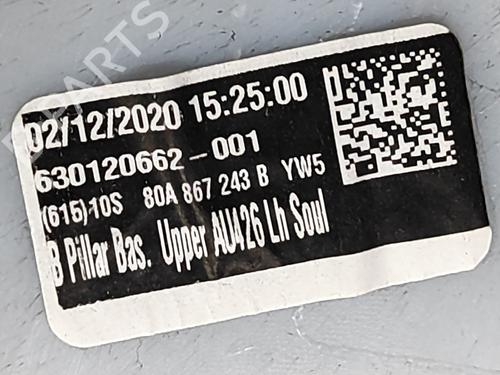 02/12/2020 15:25:00
630120662-001
(615)10S 80A 867 243 B YW5
B Pillar Bas. Upper AU426 Lh Soul
PARTS